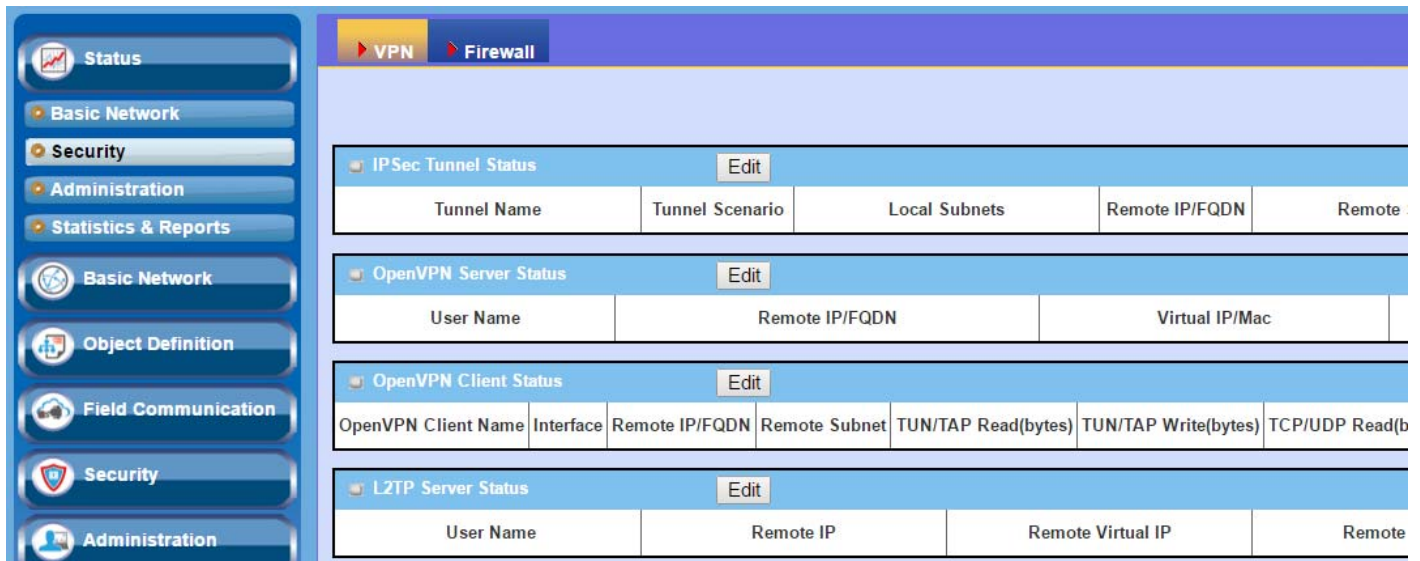 Status
Basic Network
Security
Administration
Statistics & Reports
Basic Network
Object Definition
Field Communication
Security
Administration
VPN Firewall
IPSec Tunnel Status Edit
Tunnel Name Tunnel Scenario Local Subnets Remote IP/FQDN Remote
OpenVPN Server Status Edit
User Name Remote IP/FQDN Virtual IP/Mac
OpenVPN Client Status Edit
OpenVPN Client Name Interface Remote IP/FQDN Remote Subnet TUN/TAP Read(bytes) TUN/TAP Write(bytes) TCP/UDP Read(b
L2TP Server Status Edit
User Name Remote IP Remote Virtual IP Remote